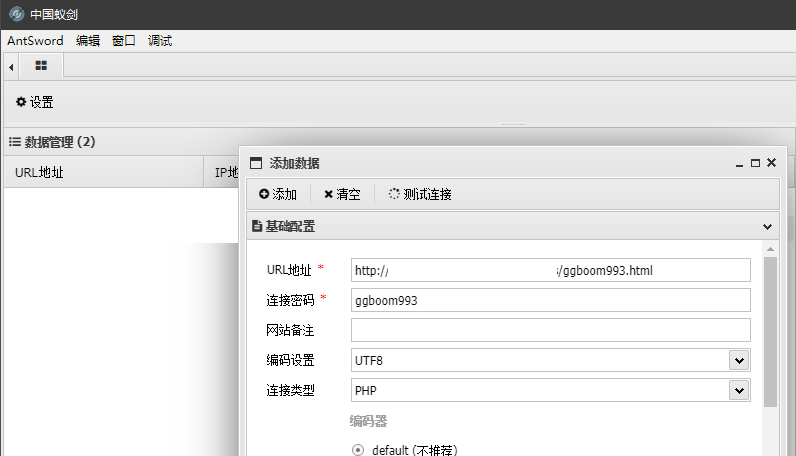 中国蚁剑
AntSword 编辑 窗口 调试
设置
数据管理 (2)
URL地址 IP地
添加数据
添加 清空 测试连接
基础配置
URL地址 * http:// /ggboom993.html
连接密码 * ggboom993
网站备注
编码设置 UTF8
连接类型 PHP
编码器
default (不推荐)